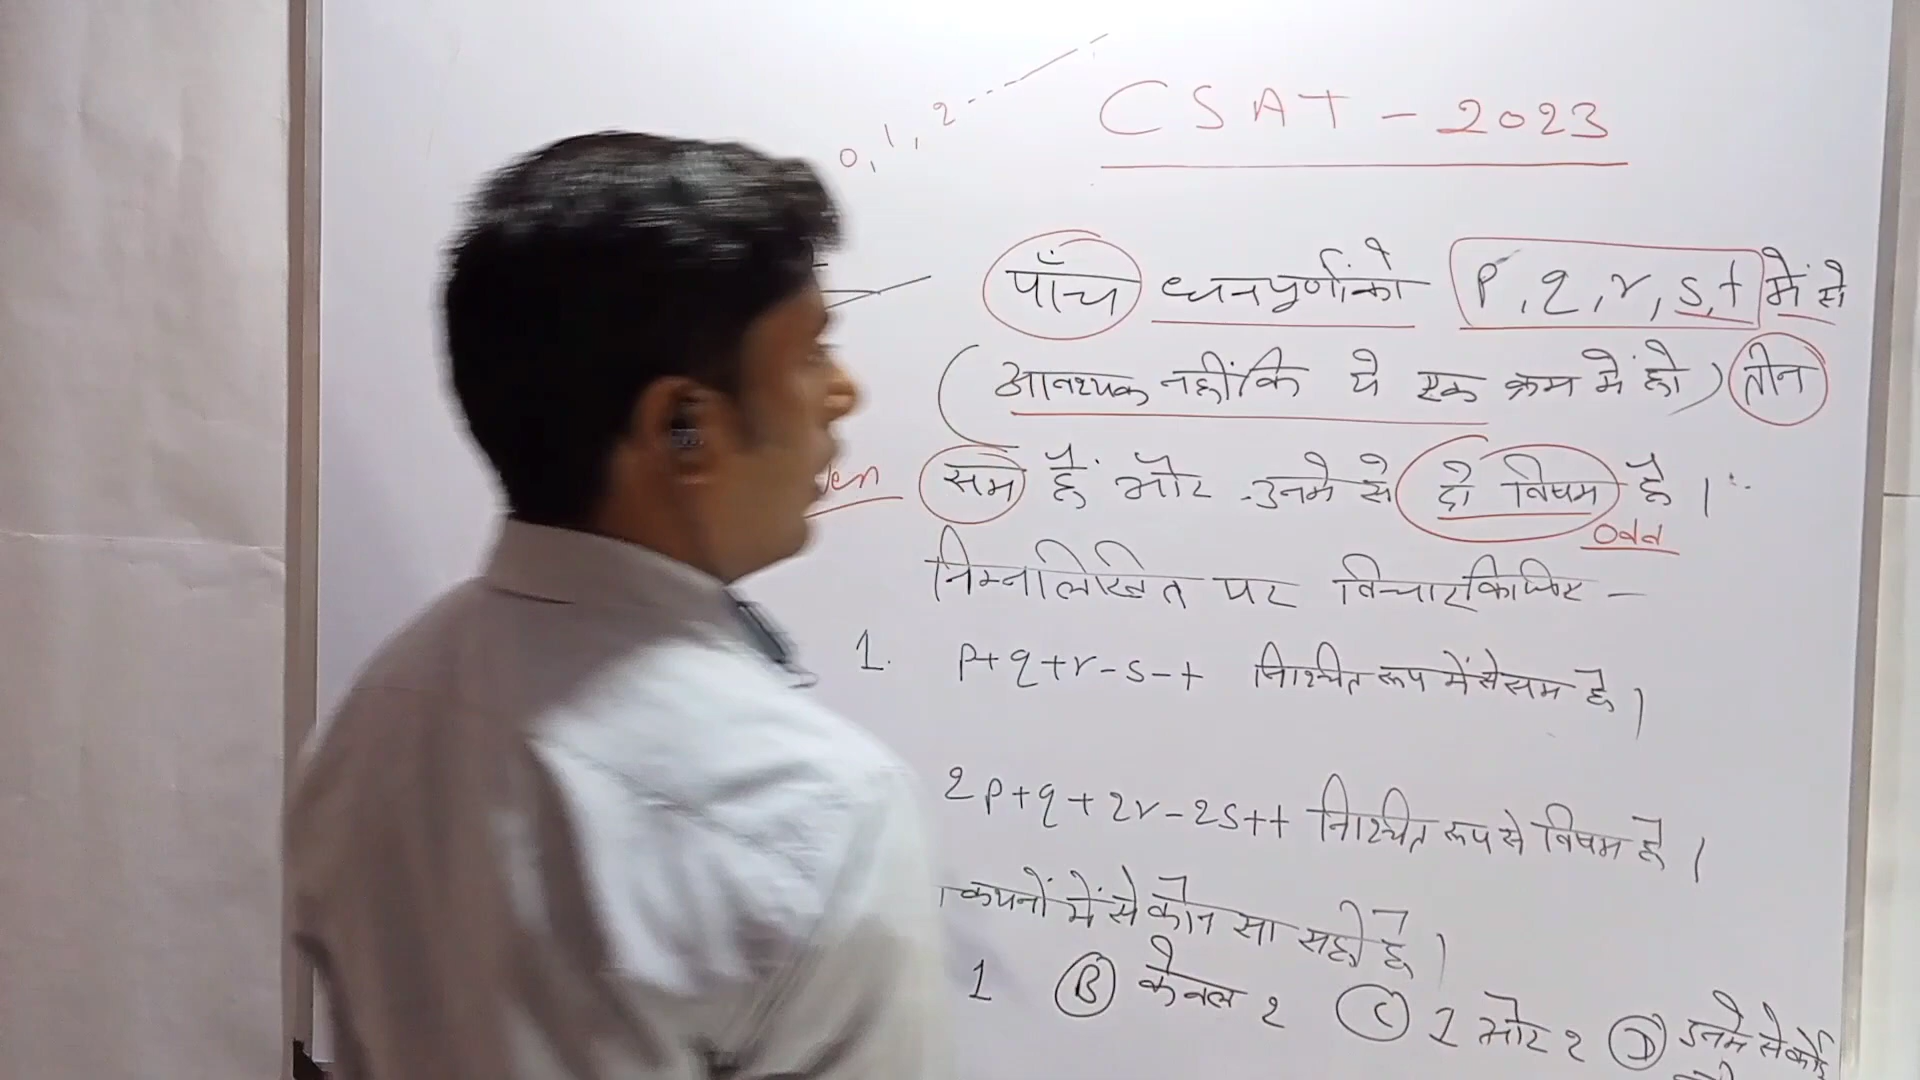 0, 1, 2 ----
CSAT - 2023
पाँच धनपूर्णांको p, q, r, s, t में से
(आवश्यक नहीं कि ये एक क्रम में हों) तीन
सम हैं और उनमे से दो विषम है ।
odd
निम्नलिखित पर विचार कीजिए -
1. p+q+r-s-t निश्चित रूप में से सम है ।
2p+q+2r-2s+t निश्चित रूप से विषम है ।
कथनों में से कौन सा सही है ।
1 (B) केवल 2 (C) 1 और 2 (D) उनमे से कोई